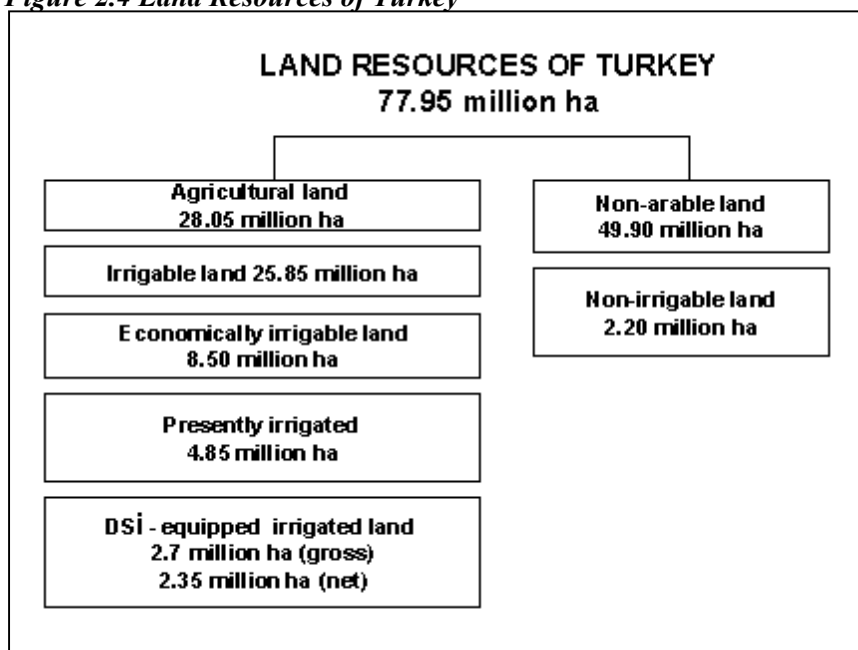 Figure 2.4 Land Resources of Turkey
LAND RESOURCES OF TURKEY
77.95 million ha
Agricultural land
28.05 million ha
Irrigable land 25.85 million ha
Economically irrigable land
8.50 million ha
Presently irrigated
4.85 million ha
DSİ - equipped irrigated land
2.7 million ha (gross)
2.35 million ha (net)
Non-arable land
49.90 million ha
Non-irrigable land
2.20 million ha